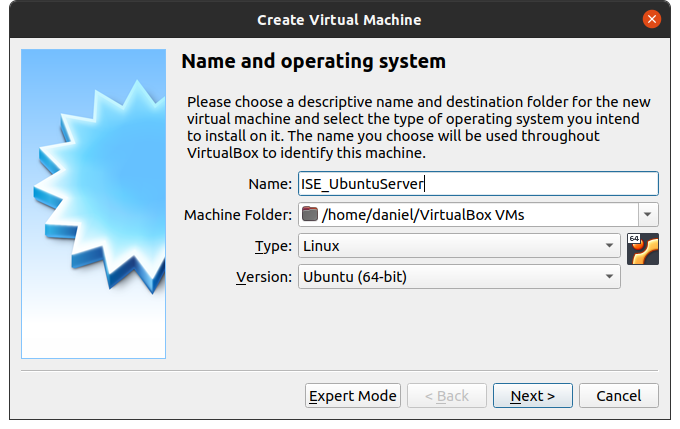 Create Virtual Machine
Name and operating system
Please choose a descriptive name and destination folder for the new
virtual machine and select the type of operating system you intend
to install on it. The name you choose will be used throughout
VirtualBox to identify this machine.
Name: ISE_UbuntuServer
Machine Folder: /home/daniel/VirtualBox VMs
Type: Linux
64
Version: Ubuntu (64-bit)
Expert Mode < Back Next > Cancel